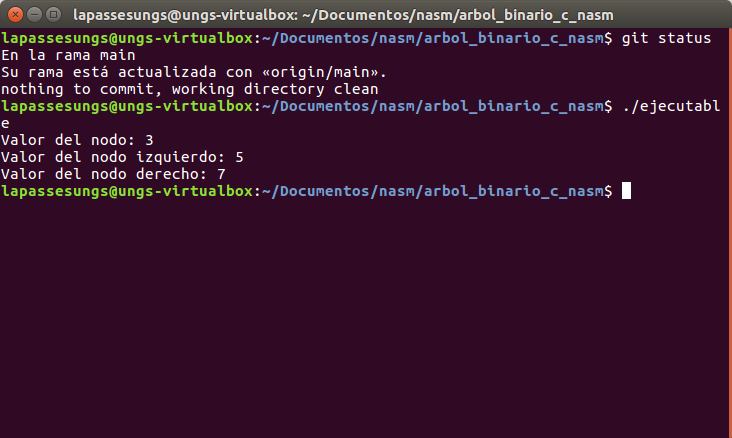 lapassesungs@ungs-virtualbox: ~/Documentos/nasm/arbol_binario_c_nasm
lapassesungs@ungs-virtualbox:~/Documentos/nasm/arbol_binario_c_nasm$ git status
En la rama main
Su rama está actualizada con «origin/main».
nothing to commit, working directory clean
lapassesungs@ungs-virtualbox:~/Documentos/nasm/arbol_binario_c_nasm$ ./ejecutabl
e
Valor del nodo: 3
Valor del nodo izquierdo: 5
Valor del nodo derecho: 7
lapassesungs@ungs-virtualbox:~/Documentos/nasm/arbol_binario_c_nasm$